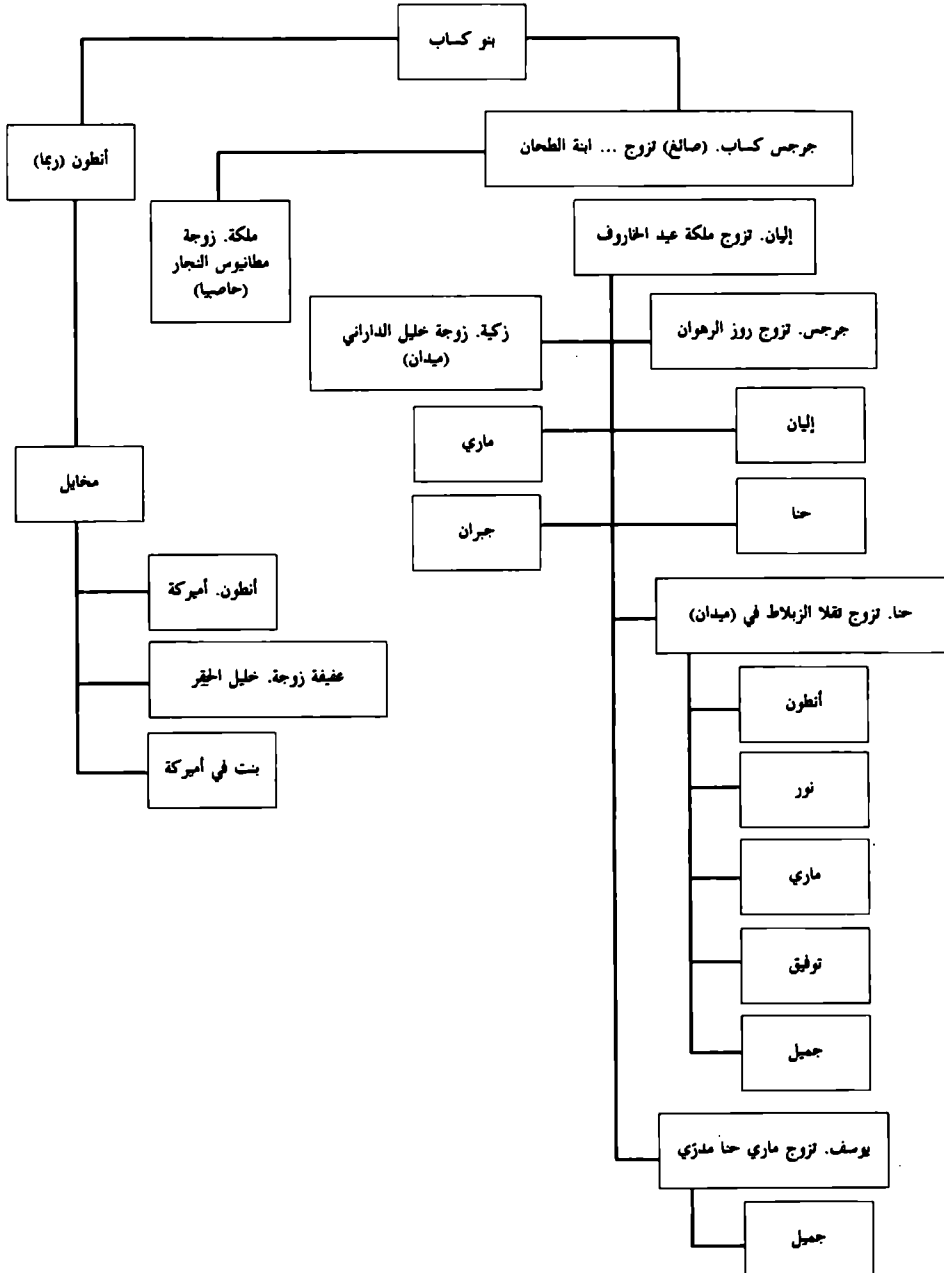 بنو كساب
جرجس كساب. (صائغ) تزوج ... ابنة الطحان
أنطون (ربما)
ملكة. زوجة
مطانيوس النجار
(حاصبيا)
إليان. تزوج ملكة عيد الخاروف
جرجس. تزوج روز الرهوان
زكية. زوجة خليل الداراني
(ميدان)
إليان
ماري
حنا
جبران
مخايل
أنطون. أميركة
عفيفة زوجة. خليل الحقر
بنت في أميركة
حنا. تزوج تقلا الزبلاط في (ميدان)
أنطون
نور
ماري
توفيق
جميل
يوسف. تزوج ماري حنا مدرّي
جميل